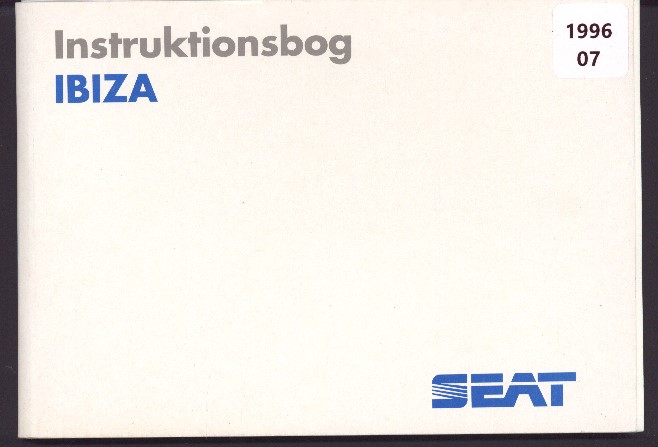 Instruktionsbog
IBIZA
1996
07
SEAT